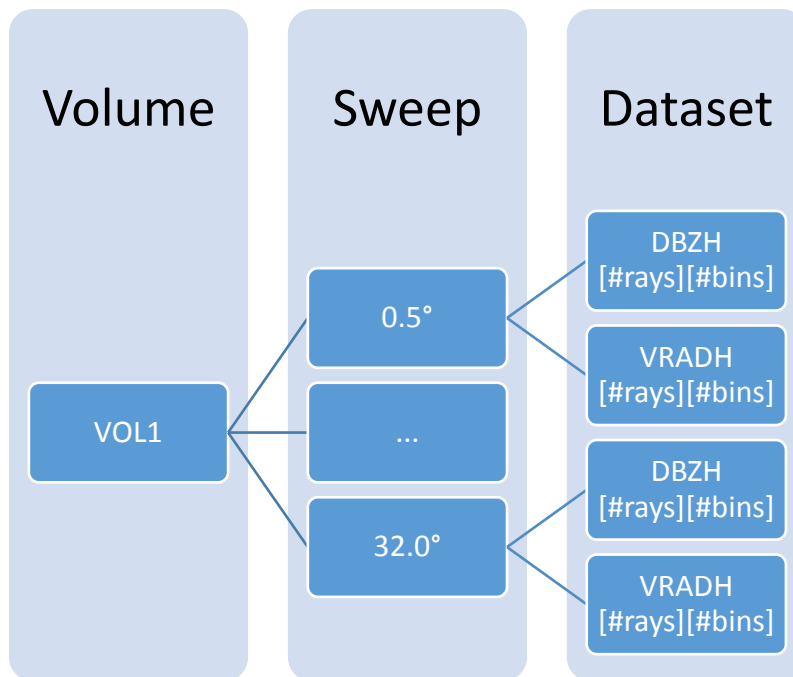 Volume
Sweep
Dataset
VOL1
0.5°
...
32.0°
DBZH
[#rays][#bins]
VRADH
[#rays][#bins]
DBZH
[#rays][#bins]
VRADH
[#rays][#bins]